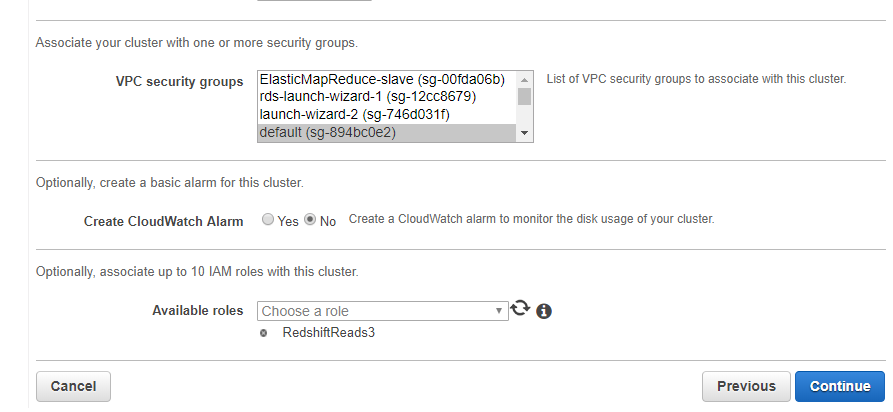 Associate your cluster with one or more security groups.
VPC security groups
ElasticMapReduce-slave (sg-00fda06b)
rds-launch-wizard-1 (sg-12cc8679)
launch-wizard-2 (sg-746d031f)
default (sg-894bc0e2)
List of VPC security groups to associate with this cluster.
Optionally, create a basic alarm for this cluster.
Create CloudWatch Alarm Yes No Create a CloudWatch alarm to monitor the disk usage of your cluster.
Optionally, associate up to 10 IAM roles with this cluster.
Available roles Choose a role
RedshiftReads3
Cancel Previous Continue